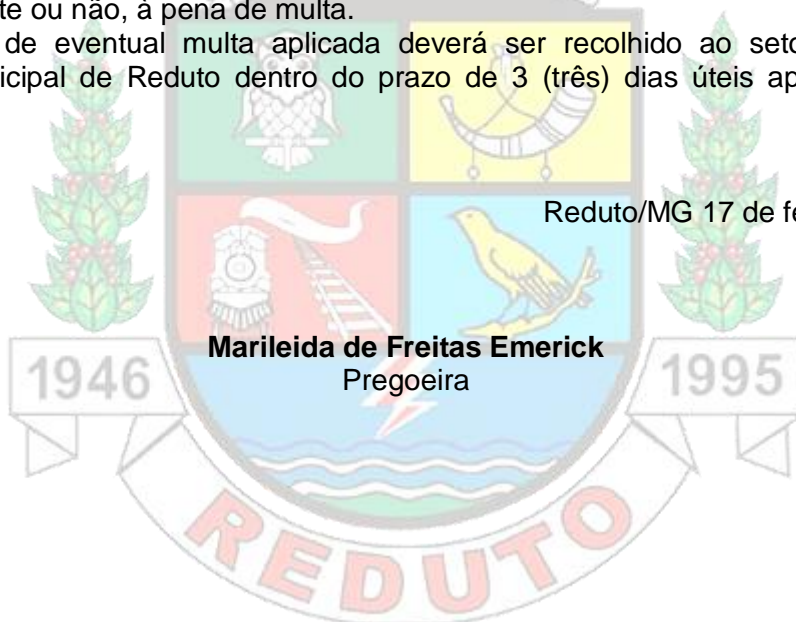 te ou não, à pena de multa.
de eventual multa aplicada deverá ser recolhido ao seto
icipal de Reduto dentro do prazo de 3 (três) dias úteis ap
Reduto/MG 17 de fe
Marileida de Freitas Emerick
Pregoeira
1946
1995
REDUTO